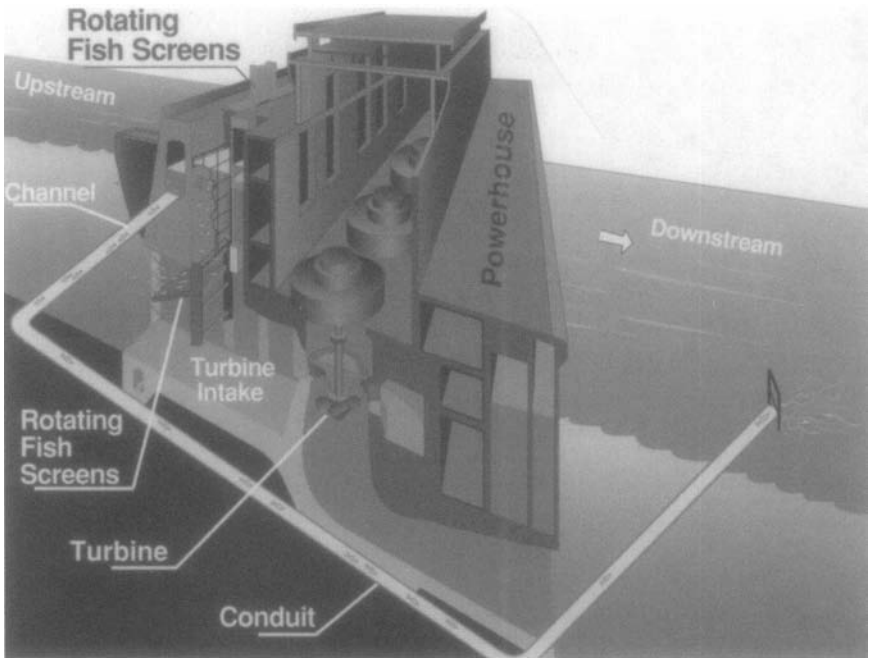 Rotating
Fish Screens
Upstream
Channel
Powerhouse
Downstream
Turbine
Intake
Rotating
Fish
Screens
Turbine
Conduit